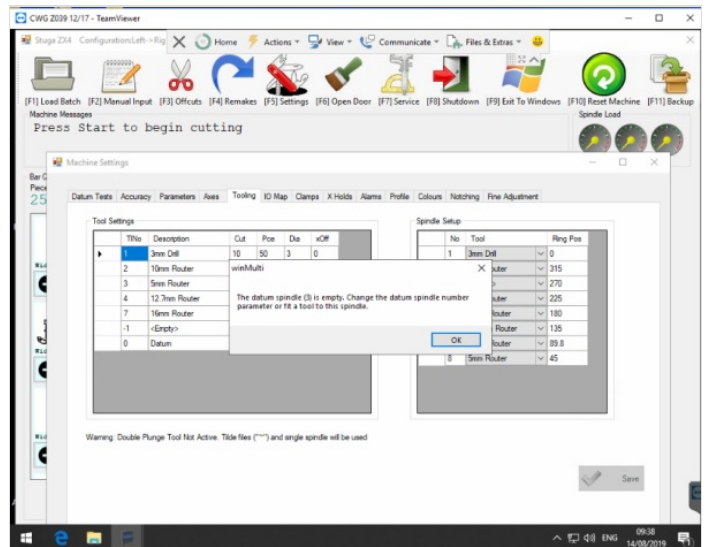 CWG Z039 12/17 - TeamViewer
Stuga ZX4 Configuration:Left->Rig
Home Actions View Communicate Files & Extras
[F1] Load Batch [F2] Manual Input [F3] Offcuts [F4] Remakes [F5] Settings [F6] Open Door [F7] Service [F8] Shutdown [F9] Exit To Windows [F10] Reset Machine [F11] Backup
Machine Messages
Spindle Load
Press Start to begin cutting
Machine Settings
Bar
Piece
25
Datum Tests Accuracy Parameters Axes Tooling IO Map Clamps X Holds Alarms Profile Colours Notching Fine Adjustment
Tool Settings
TlNo Description Cut Pce Dia xOff
1 3mm Drill 10 50 3 0
2 10mm Router
3 5mm Router
4 12.7mm Router
7 16mm Router
-1 <Empty>
0 Datum
Spindle Setup
No Tool Ring Pos
1 3mm Drill 0
315
270
225
180
Router 135
89.8
8 5mm Router 45
winMulti
The datum spindle (3) is empty. Change the datum spindle number
parameter or fit a tool to this spindle.
OK
Warning: Double Plunge Tool Not Active. Tilde files ("~") and single spindle will be used
Save
ENG
09:38
14/08/2019